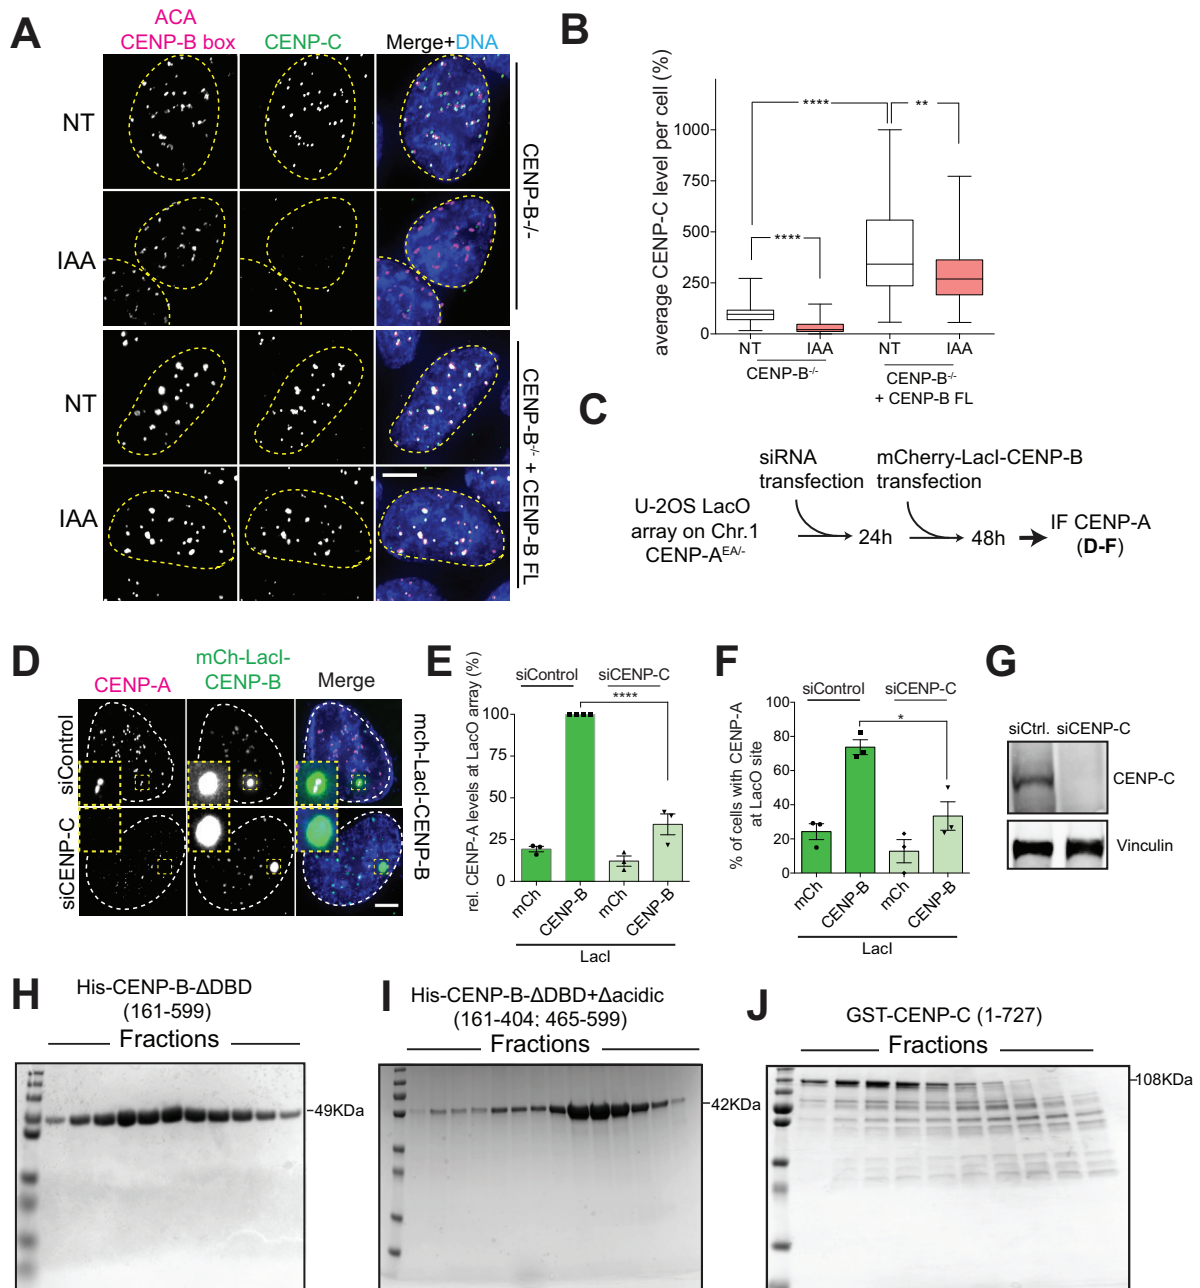 A
ACA
CENP-B box
CENP-C
Merge+DNA
NT
IAA
CENP-B-/-
NT
IAA
CENP-B-/- + CENP-B FL
B
average CENP-C level per cell (%)
1000
750
500
250
0
****
****
**
NT
IAA
NT
IAA
CENP-B-/-
CENP-B-/-
+ CENP-B FL
C
siRNA
transfection
mCherry-LacI-CENP-B
transfection
U-2OS LacO
array on Chr.1
CENP-AEA/-
24h
48h
IF CENP-A
(D-F)
D
CENP-A
mCh-LacI-
CENP-B
Merge
siControl
siCENP-C
mch-LacI-CENP-B
E
rel. CENP-A levels at LacO array (%)
siControl
siCENP-C
****
100
75
50
25
0
mCh
CENP-B
mCh
CENP-B
LacI
F
% of cells with CENP-A
at LacO site
siControl
siCENP-C
*
100
80
60
40
20
0
mCh
CENP-B
mCh
CENP-B
LacI
G
siCtrl. siCENP-C
CENP-C
Vinculin
H
His-CENP-B-ΔDBD
(161-599)
Fractions
49KDa
I
His-CENP-B-ΔDBD+Δacidic
(161-404; 465-599)
Fractions
42KDa
J
GST-CENP-C (1-727)
Fractions
108KDa